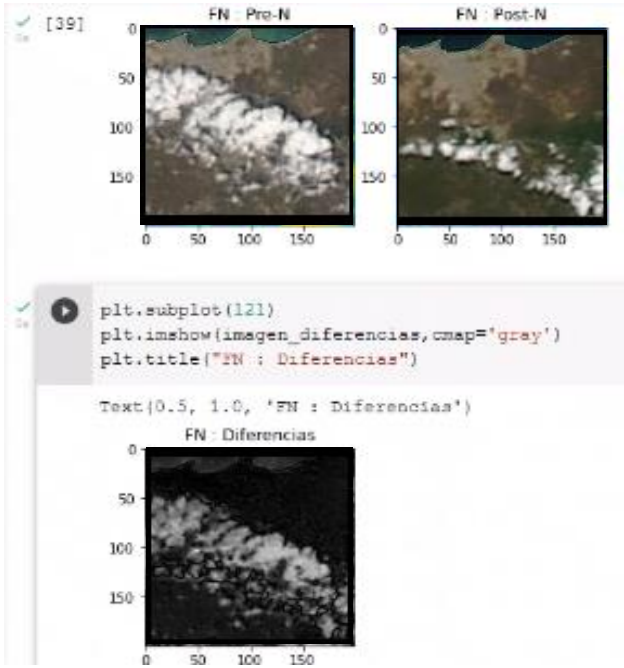 [39]
FN : Pre-N
FN : Post-N
0
50
100
150
0 50 100 150
0
50
100
150
0 50 100 150
plt.subplot(121)
plt.imshow(imagen_diferencias,cmap='gray')
plt.title("FN : Diferencias")
Text(0.5, 1.0, 'FN : Diferencias')
FN : Diferencias
0
50
100
150
0 50 100 150